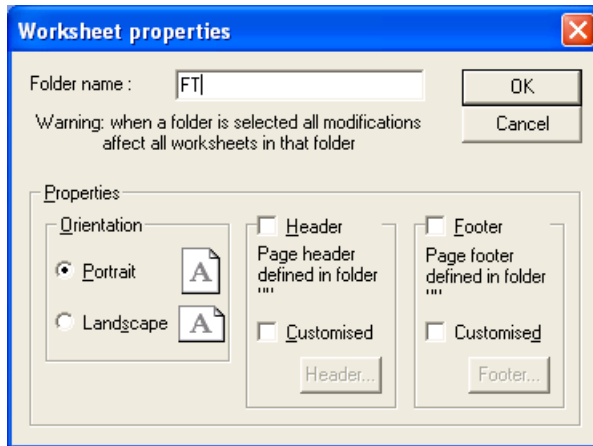 Worksheet properties
Folder name :
FT
OK
Warning: when a folder is selected all modifications
affect all worksheets in that folder
Cancel
Properties
Orientation
Portrait
A
Landscape
A
Header
Page header
defined in folder
""
Customised
Header...
Footer
Page footer
defined in folder
""
Customised
Footer...